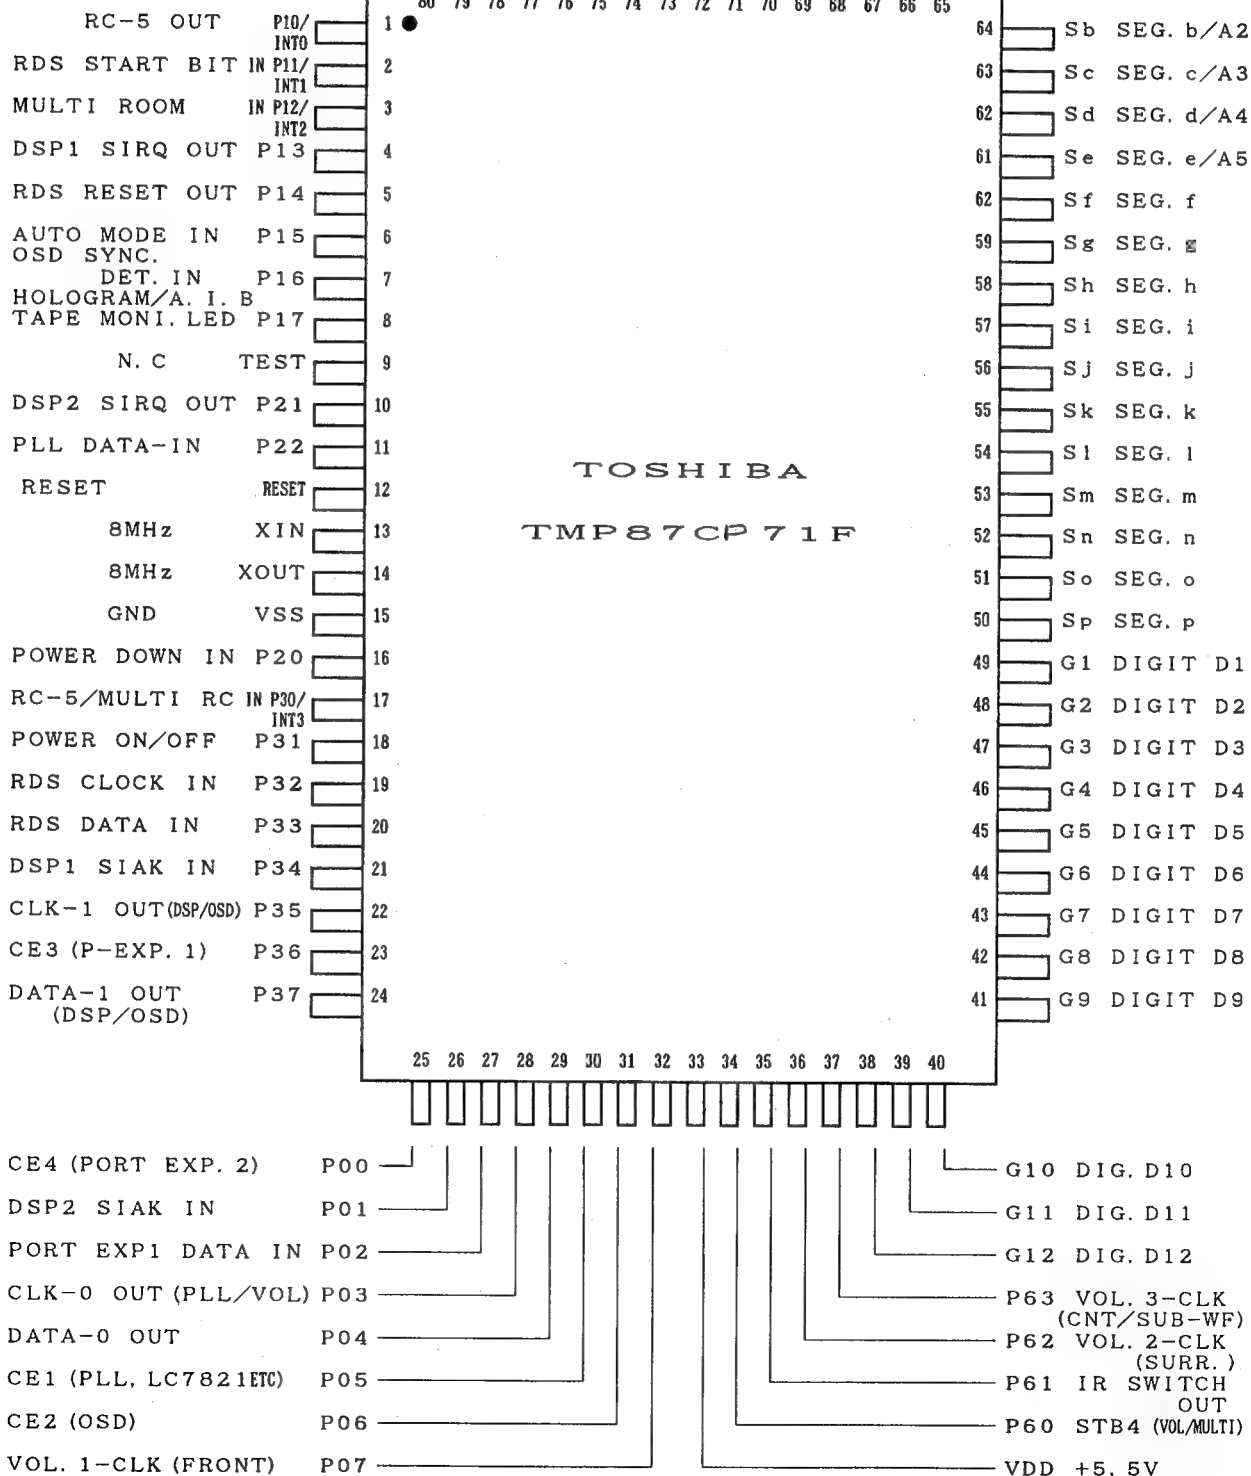 80 79 78 77 76 75 74 73 72 71 70 69 68 67 66 65
RC-5 OUT P10/INT0 1
RDS START BIT IN P11/INT1 2
MULTI ROOM IN P12/INT2 3
DSP1 SIRQ OUT P13 4
RDS RESET OUT P14 5
AUTO MODE IN P15 6
OSD SYNC.
DET. IN P16 7
HOLOGRAM/A. I. B
TAPE MONI. LED P17 8
N. C TEST 9
DSP2 SIRQ OUT P21 10
PLL DATA-IN P22 11
RESET RESET 12
8MHz XIN 13
8MHz XOUT 14
GND VSS 15
POWER DOWN IN P20 16
RC-5/MULTI RC IN P30/INT3 17
POWER ON/OFF P31 18
RDS CLOCK IN P32 19
RDS DATA IN P33 20
DSP1 SIAK IN P34 21
CLK-1 OUT (DSP/OSD) P35 22
CE3 (P-EXP. 1) P36 23
DATA-1 OUT P37 24
(DSP/OSD)
TOSHIBA
TMP87CP71F
64 Sb SEG. b/A2
63 Sc SEG. c/A3
62 Sd SEG. d/A4
61 Se SEG. e/A5
62 Sf SEG. f
59 Sg SEG. g
58 Sh SEG. h
57 Si SEG. i
56 Sj SEG. j
55 Sk SEG. k
54 Sl SEG. l
53 Sm SEG. m
52 Sn SEG. n
51 So SEG. o
50 Sp SEG. p
49 G1 DIGIT D1
48 G2 DIGIT D2
47 G3 DIGIT D3
46 G4 DIGIT D4
45 G5 DIGIT D5
44 G6 DIGIT D6
43 G7 DIGIT D7
42 G8 DIGIT D8
41 G9 DIGIT D9
25 26 27 28 29 30 31 32 33 34 35 36 37 38 39 40
CE4 (PORT EXP. 2) P00
DSP2 SIAK IN P01
PORT EXP1 DATA IN P02
CLK-0 OUT (PLL/VOL) P03
DATA-0 OUT P04
CE1 (PLL, LC7821ETC) P05
CE2 (OSD) P06
VOL. 1-CLK (FRONT) P07
G10 DIG. D10
G11 DIG. D11
G12 DIG. D12
P63 VOL. 3-CLK
(CNT/SUB-WF)
P62 VOL. 2-CLK
(SURR. )
P61 IR SWITCH
OUT
P60 STB4 (VOL/MULTI)
VDD +5. 5V